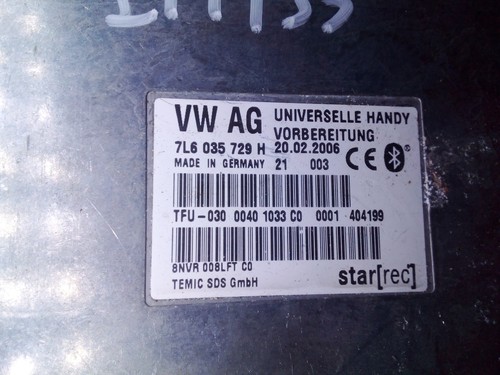 VW AG UNIVERSELLE HANDY
VORBEREITUNG
7L6 035 729 H 20.02.2006
MADE IN GERMANY 21 003 CE
TFU-030 0040 1033 C0 0001 404199
8NVR 008LFT C0
TEMIC SDS GmbH star[rec]